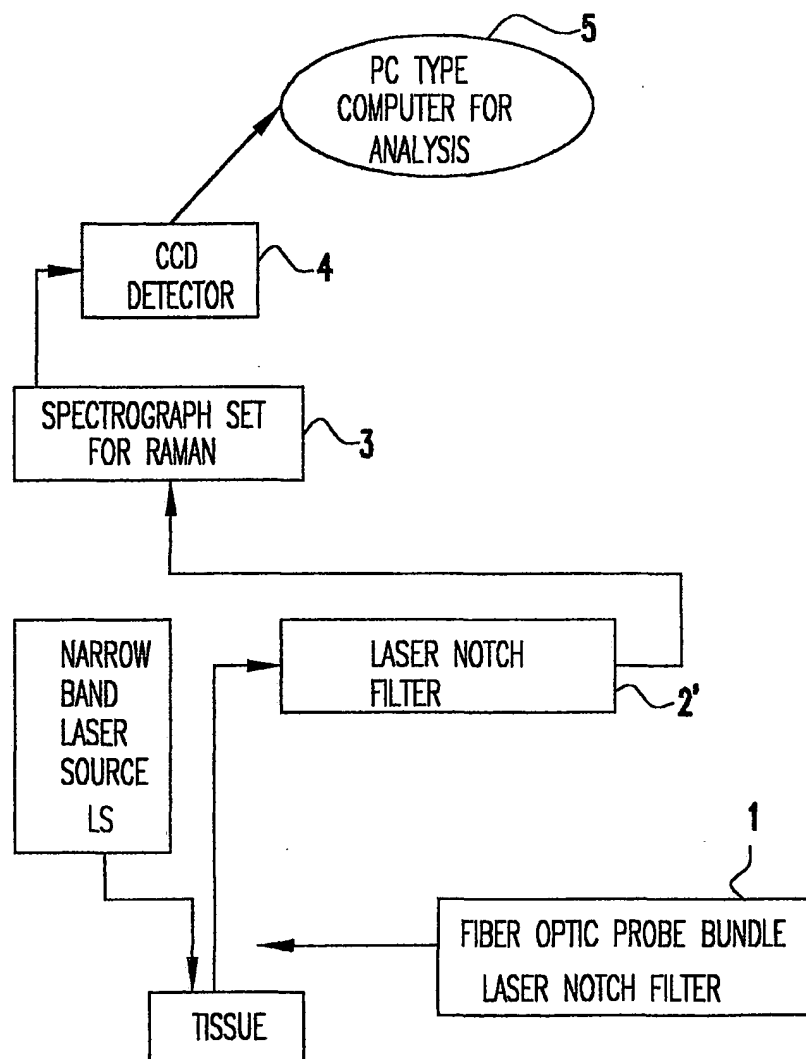 5
PC TYPE
COMPUTER FOR
ANALYSIS
CCD
DETECTOR
4
SPECTROGRAPH SET
FOR RAMAN
3
NARROW
BAND
LASER
SOURCE
LS
LASER NOTCH
FILTER
2'
1
FIBER OPTIC PROBE BUNDLE
LASER NOTCH FILTER
TISSUE